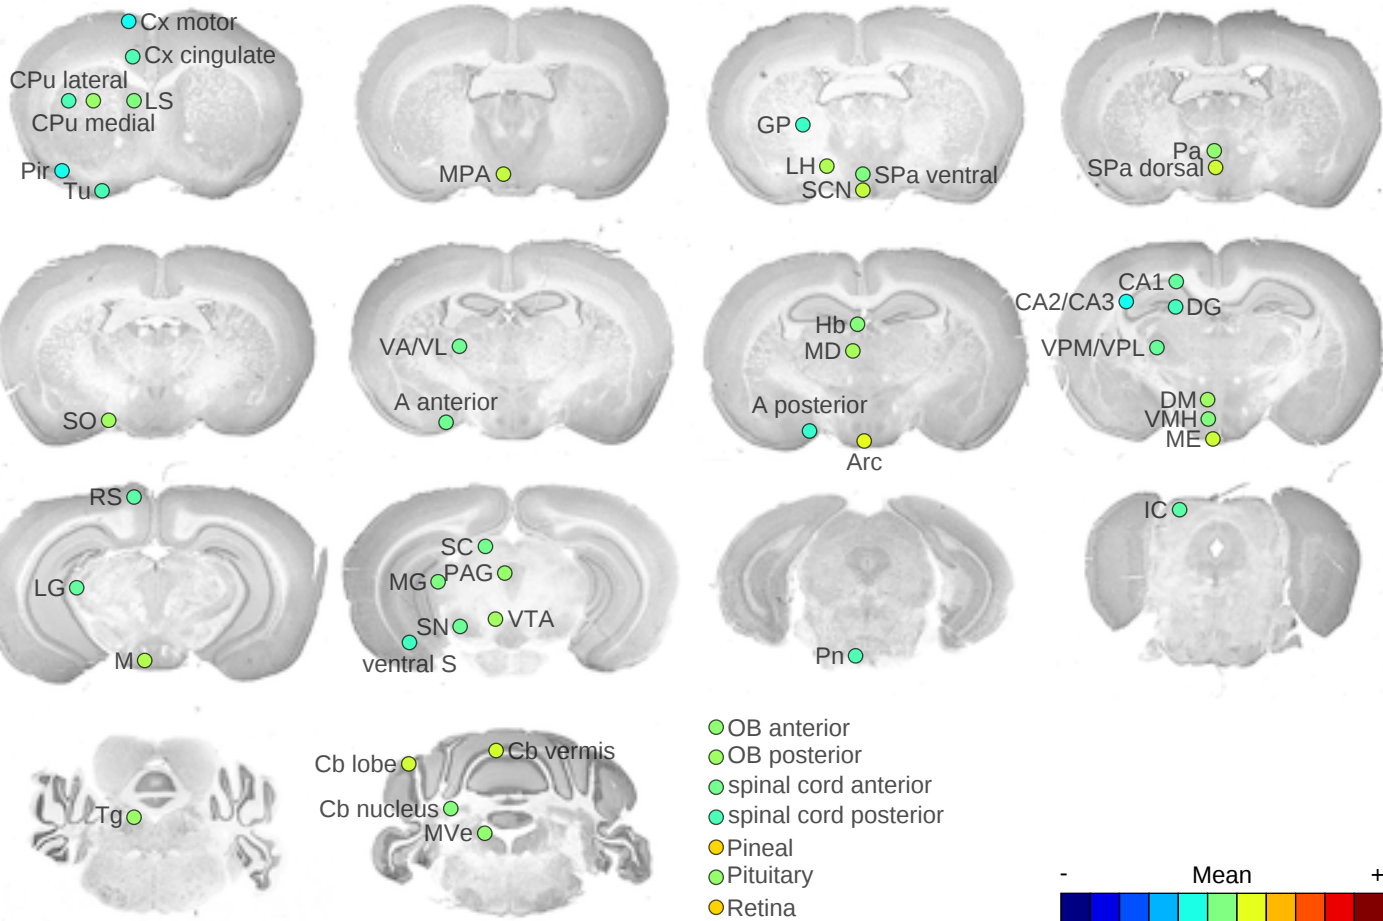 Cx motor
Cx cingulate
CPu lateral
LS
CPu medial
Pir
Tu
MPA
GP
LH
SPa ventral
SCN
Pa
SPa dorsal
SO
VA/VL
A anterior
Hb
MD
A posterior
Arc
CA1
CA2/CA3
DG
VPM/VPL
DM
VMH
ME
RS
LG
M
SC
PAG
MG
VTA
SN
ventral S
Pn
IC
Tg
Cb lobe
Cb vermis
Cb nucleus
MVe
OB anterior
OB posterior
spinal cord anterior
spinal cord posterior
Pineal
Pituitary
Retina
- Mean +